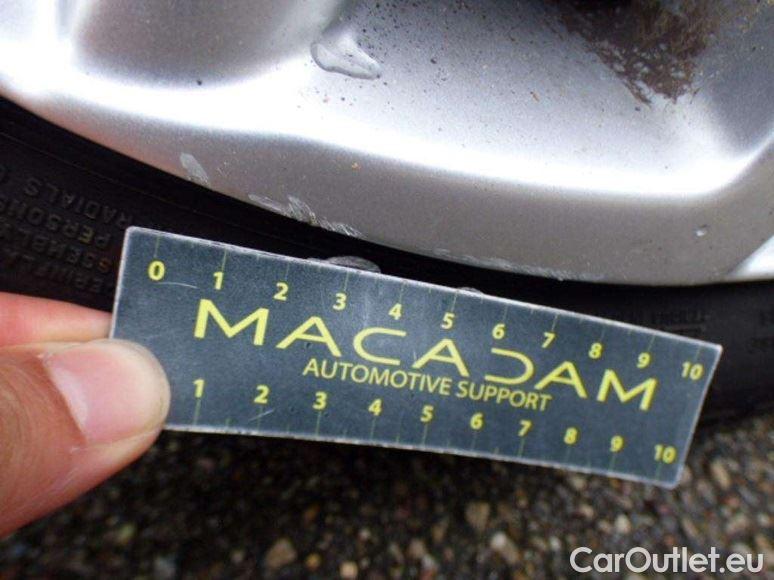 PERSONS
RADIALS
0 1 2 3 4 5 6 7 8 9 10
MACADAM
AUTOMOTIVE SUPPORT
1 2 3 4 5 6 7 8 9 10
CarOutlet.eu